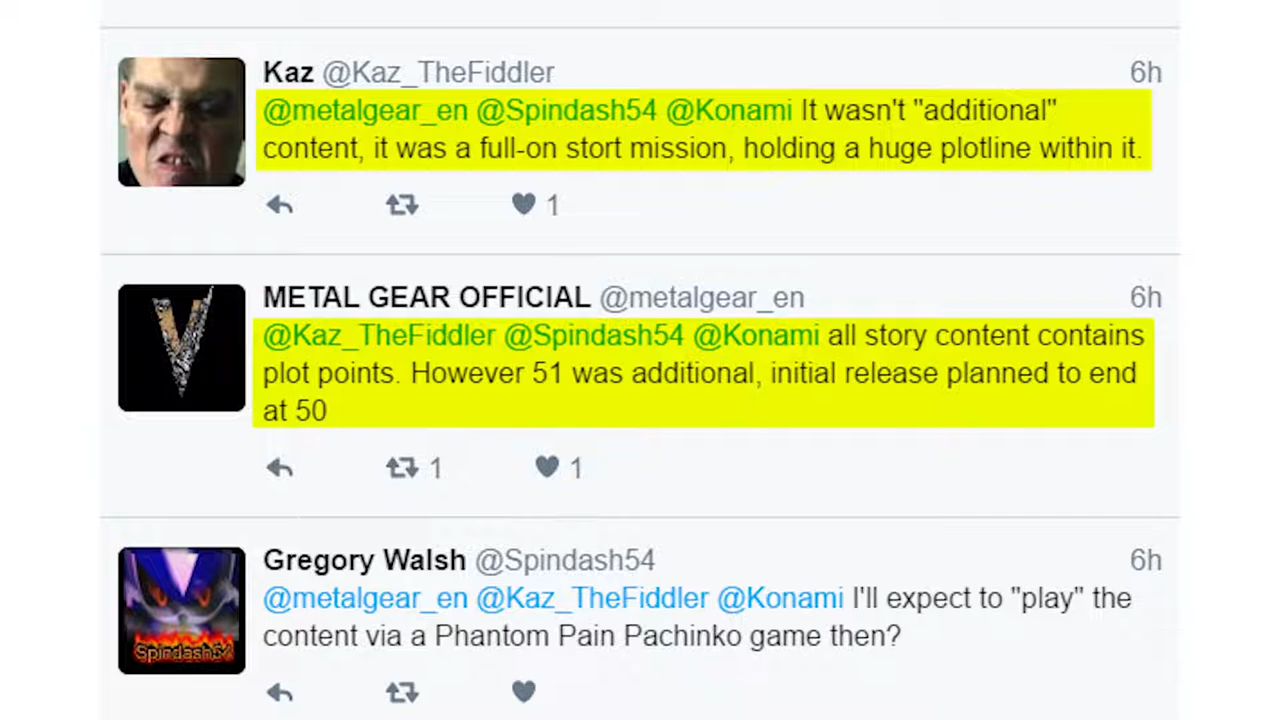 Kaz @Kaz_TheFiddler 6h
@metalgear_en @Spindash54 @Konami It wasn't "additional"
content, it was a full-on stort mission, holding a huge plotline within it.
1
METAL GEAR OFFICIAL @metalgear_en 6h
@Kaz_TheFiddler @Spindash54 @Konami all story content contains
plot points. However 51 was additional, initial release planned to end
at 50
1 1
Gregory Walsh @Spindash54 6h
@metalgear_en @Kaz_TheFiddler @Konami I'll expect to "play" the
content via a Phantom Pain Pachinko game then?
Spindash54